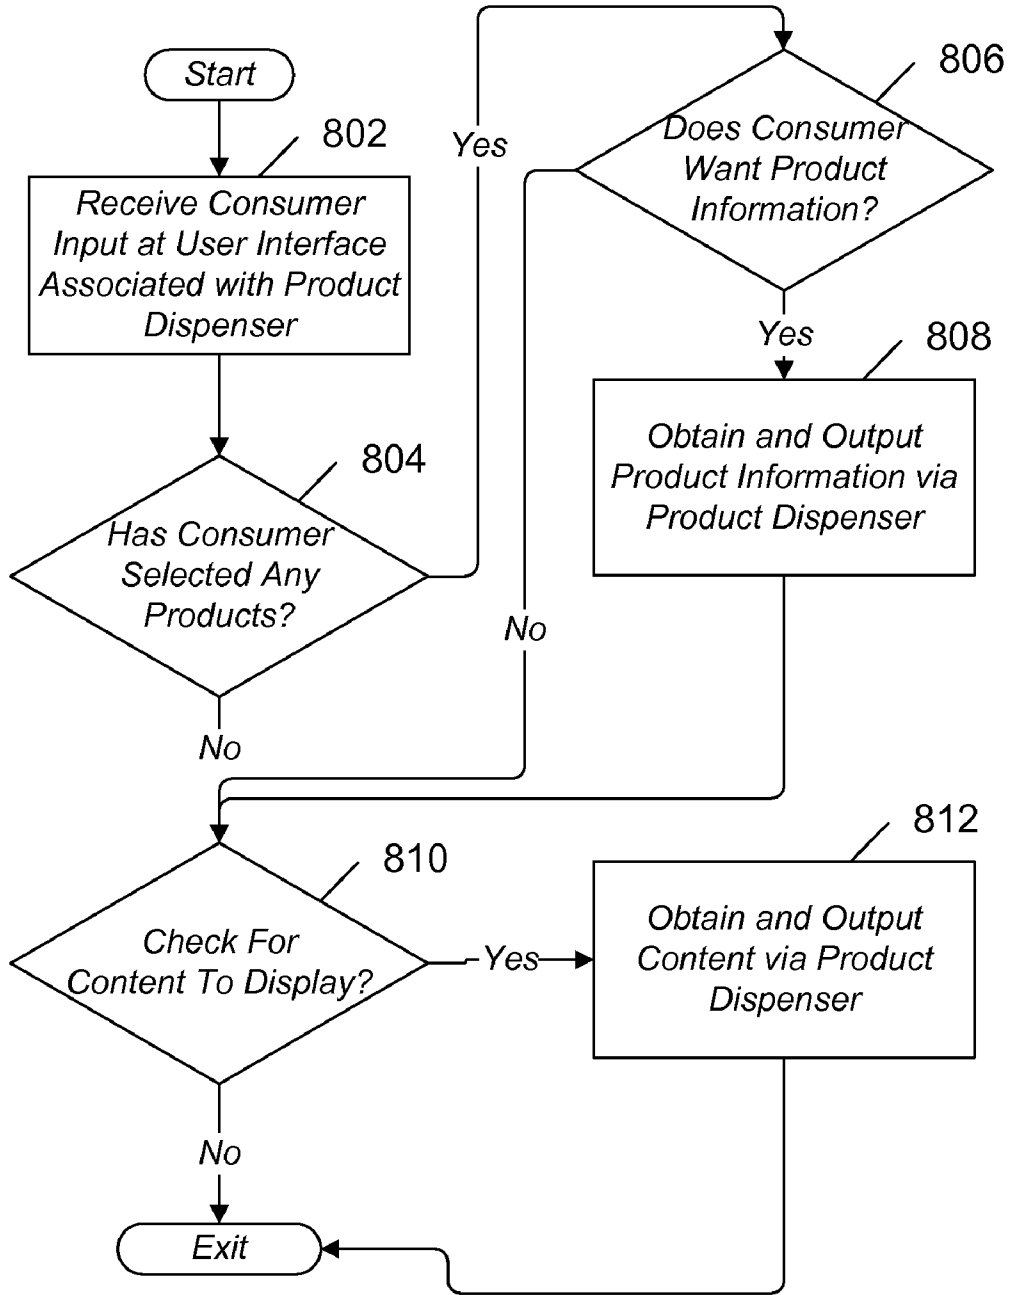 Start
802
Receive Consumer
Input at User Interface
Associated with Product
Dispenser
804
Has Consumer
Selected Any
Products?
Yes
No
806
Does Consumer
Want Product
Information?
Yes
No
808
Obtain and Output
Product Information via
Product Dispenser
810
Check For
Content To Display?
Yes
No
812
Obtain and Output
Content via Product
Dispenser
Exit